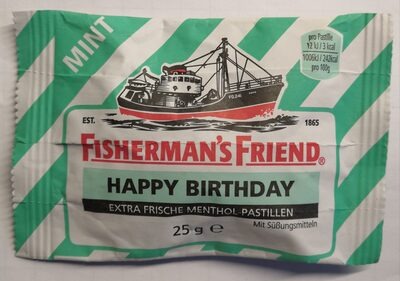 MINT
pro Pastille
12 kJ / 3 kcal
1006kJ / 242kcal
pro 100g
EST. 1865
FISHERMAN'S FRIEND®
HAPPY BIRTHDAY
EXTRA FRISCHE MENTHOL-PASTILLEN
25 g ℮
Mit Süßungsmitteln